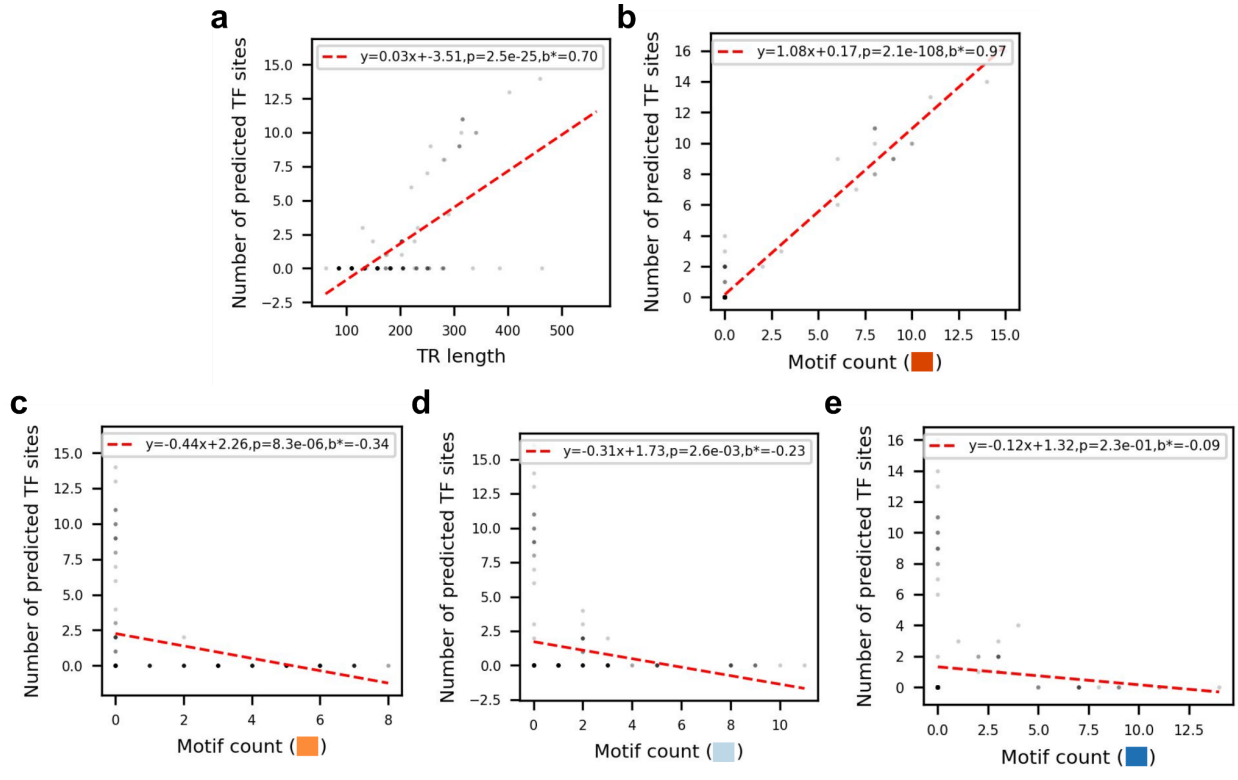 a
y=0.03x+-3.51,p=2.5e-25,b*=0.70
Number of predicted TF sites
15.0
12.5
10.0
7.5
5.0
2.5
0.0
−2.5
100 200 300 400 500
TR length
b
y=1.08x+0.17,p=2.1e-108,b*=0.97
Number of predicted TF sites
16
14
12
10
8
6
4
2
0
0.0 2.5 5.0 7.5 10.0 12.5 15.0
Motif count ( )
c
y=-0.44x+2.26,p=8.3e-06,b*=-0.34
Number of predicted TF sites
15.0
12.5
10.0
7.5
5.0
2.5
0.0
0 2 4 6 8
Motif count ( )
d
y=-0.31x+1.73,p=2.6e-03,b*=-0.23
Number of predicted TF sites
15.0
12.5
10.0
7.5
5.0
2.5
0.0
−2.5
0 2 4 6 8 10
Motif count ( )
e
y=-0.12x+1.32,p=2.3e-01,b*=-0.09
Number of predicted TF sites
16
14
12
10
8
6
4
2
0
0.0 2.5 5.0 7.5 10.0 12.5
Motif count ( )